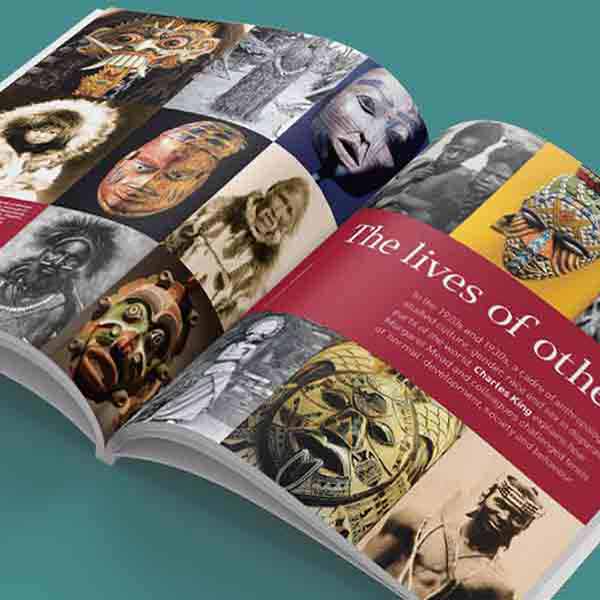 The lives of othe
In the 1920s and 1930s, a cadre of anthropolo
studied culture, gender, race and sex in dispara
parts of the world. Charles King explains how
Margaret Mead and colleagues challenged tenets
of 'normal' development, society and behaviour